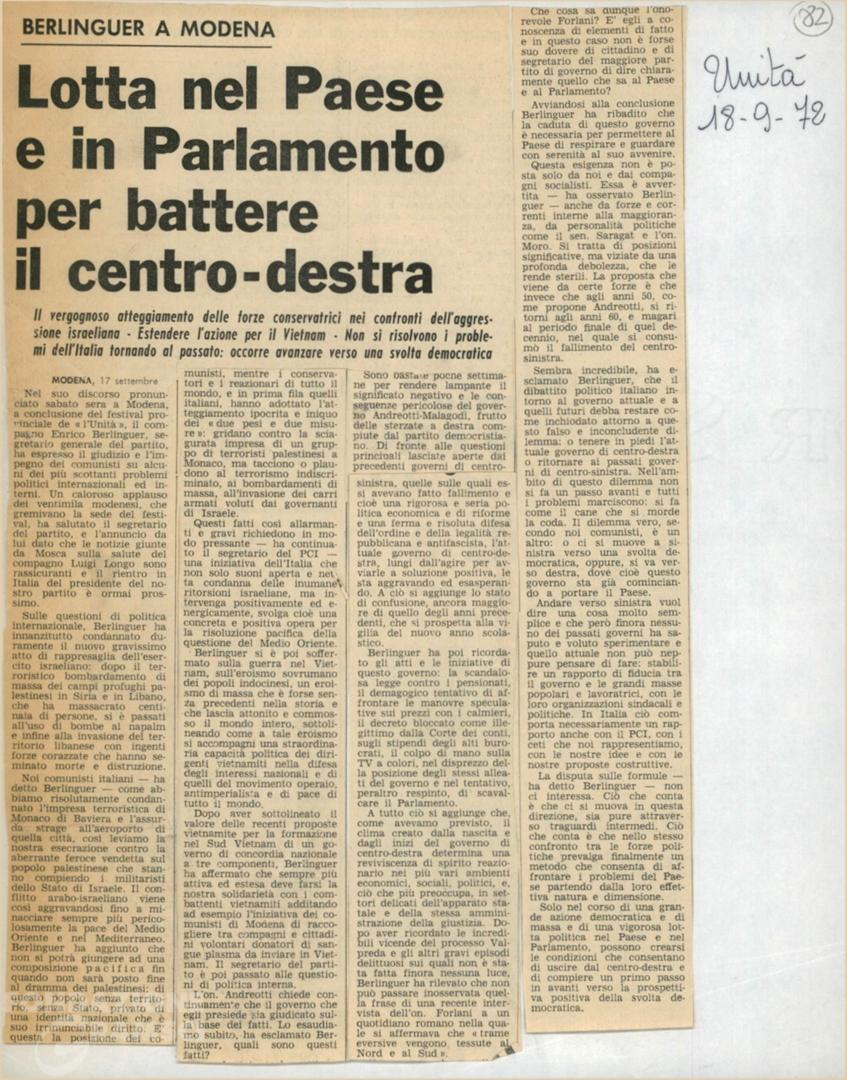 BERLINGUER A MODENA
Lotta nel Paese
e in Parlamento
per battere
il centro-destra
Il vergognoso atteggiamento delle forze conservatrici nei confronti dell'aggres-
sione israeliana - Estendere l'azione per il Vietnam - Non si risolvono i proble-
mi dell'Italia tornando al passato: occorre avanzare verso una svolta democratica
MODENA, 17 settembre
Nel suo discorso pronun-
ciato sabato sera a Modena,
a conclusione del festival pro-
vinciale de «l'Unità», il com-
pagno Enrico Berlinguer, se-
gretario generale del partito,
ha espresso il giudizio e l'im-
pegno dei comunisti su alcu-
ni dei più scottanti problemi
politici internazionali ed in-
terni. Un caloroso applauso
dei ventimila modenesi, che
gremivano la sede del festi-
val, ha salutato il segretario
del partito, e l'annuncio da
lui dato che le notizie giunte
da Mosca sulla salute del
compagno Luigi Longo sono
rassicuranti e il rientro in
Italia del presidente del no-
stro partito è ormai pros-
simo.
Sulle questioni di politica
internazionale, Berlinguer ha
innanzitutto condannato du-
ramente il nuovo gravissimo
atto di rappresaglia dell'eser-
cito israeliano: dopo il ter-
roristico bombardamento di
massa dei campi profughi pa-
lestinesi in Siria e in Libano,
che ha massacrato centi-
naia di persone, si è passati
all'uso di bombe al napalm
e infine alla invasione del ter-
ritorio libanese con ingenti
forze corazzate che hanno se-
minato morte e distruzione.
Noi comunisti italiani — ha
detto Berlinguer — come ab-
biamo risolutamente condan-
nato l'impresa terroristica di
Monaco di Baviera e l'assur-
da strage all'aeroporto di
quella città, così leviamo la
nostra esecrazione contro la
aberrante feroce vendetta sul
popolo palestinese che stan-
no compiendo i militaristi
dello Stato di Israele. Il con-
flitto arabo-israeliano viene
così aggravandosi fino a mi-
nacciare sempre più perico-
losamente la pace del Medio
Oriente e nel Mediterraneo.
Berlinguer ha aggiunto che
non si potrà giungere ad una
composizione pacifica fin
quando non sarà posto fine
al dramma dei palestinesi: di
questo popolo senza territo-
rio, senza Stato, privato di
una identità nazionale che è
suo irrinunciabile diritto. E'
questa la posizione dei co-
munisti, mentre i conserva-
tori e i reazionari di tutto il
mondo, e in prima fila quelli
italiani, hanno adottato l'at-
teggiamento ipocrita e iniquo
dei «due pesi e due misu-
re»: gridano contro la scia-
gurata impresa di un grup-
po di terroristi palestinesi a
Monaco, ma tacciono o plau-
dono al terrorismo indiscri-
minato, ai bombardamenti di
massa, all'invasione dei carri
armati voluti dai governanti
di Israele.
Questi fatti così allarman-
ti e gravi richiedono in mo-
do pressante — ha continua-
to il segretario del PCI —
una iniziativa dell'Italia che
non solo suoni aperta e net-
ta condanna delle inumane
ritorsioni israeliane, ma in-
tervenga positivamente ed e-
nergicamente, svolga cioè una
concreta e positiva opera per
la risoluzione pacifica della
questione del Medio Oriente.
Berlinguer si è poi soffer-
mato sulla guerra nel Viet-
nam, sull'eroismo sovrumano
dei popoli indocinesi, un eroi-
smo di massa che è forse sen-
za precedenti nella storia e
che lascia attonito e commos-
so il mondo intero, sottoli-
neando come a tale eroismo
si accompagni una straordina-
ria capacità politica dei diri-
genti vietnamiti nella difesa
degli interessi nazionali e di
quelli del movimento operaio,
antimperialista e di pace di
tutto il mondo.
Dopo aver sottolineato il
valore delle recenti proposte
vietnamite per la formazione
nel Sud Vietnam di un go-
verno di concordia nazionale
a tre componenti, Berlinguer
ha affermato che sempre più
attiva ed estesa deve farsi la
nostra solidarietà con i com-
battenti vietnamiti additando
ad esempio l'iniziativa dei co-
munisti di Modena di racco-
gliere tra compagni e cittadi-
ni volontari donatori di san-
gue plasma da inviare in Viet-
nam. Il segretario del parti-
to è poi passato alle questio-
ni di politica interna.
L'on. Andreotti chiede con-
tinuamente che il governo che
egli presiede sia giudicato sul-
la base dei fatti. Lo esaudia-
mo subito, ha esclamato Ber-
linguer, quali sono questi
fatti?
Sono bastate poche settima-
ne per rendere lampante il
significato negativo e le con-
seguenze pericolose del gover-
no Andreotti-Malagodi, frutto
delle sterzate a destra com-
piute dal partito democristia-
no. Di fronte alle questioni
principali lasciate aperte dai
precedenti governi di centro-
sinistra, quelle sulle quali es-
si avevano fatto fallimento e
cioè una rigorosa e seria po-
litica economica e di riforme
e una ferma e risoluta difesa
dell'ordine e della legalità re-
pubblicana e antifascista, l'at-
tuale governo di centro-de-
stra, lungi dall'agire per av-
viarle a soluzione positiva, le
sta aggravando ed esasperan-
do. A ciò si aggiunge lo stato
di confusione, ancora maggio-
re di quello degli anni prece-
denti, che si prospetta alla vi-
gilia del nuovo anno scola-
stico.
Berlinguer ha poi ricorda-
to gli atti e le iniziative di
questo governo: la scandalo-
sa legge contro i pensionati,
il demagogico tentativo di af-
frontare le manovre specula-
tive sui prezzi con i calmieri,
il decreto bloccato come ille-
gittimo dalla Corte dei conti,
sugli stipendi degli alti buro-
crati, il colpo di mano sulla
TV a colori, nel disprezzo del-
la posizione degli stessi allea-
ti del governo e nel tentativo,
peraltro respinto, di scaval-
care il Parlamento.
A tutto ciò si aggiunge che,
come avevamo previsto, il
clima creato dalla nascita e
dagli inizi del governo di
centro-destra determina una
reviviscenza di spirito reazio-
nario nei più vari ambienti
economici, sociali, politici, e,
ciò che più preoccupa, in set-
tori delicati dell'apparato sta-
tale e della stessa ammini-
strazione della giustizia. Do-
po aver ricordato le incredi-
bili vicende del processo Val-
preda e gli altri gravi episodi
delittuosi sui quali non è sta-
ta fatta finora nessuna luce,
Berlinguer ha rilevato che non
può passare inosservata quel-
la frase di una recente inter-
vista dell'on. Forlani a un
quotidiano romano nella qua-
le si affermava che «trame
eversive vengono tessute al
Nord e al Sud».
Che cosa sa dunque l'ono-
revole Forlani? E' egli a co-
noscenza di elementi di fatto
e in questo caso non è forse
suo dovere di cittadino e di
segretario del maggiore par-
tito di governo di dire chiara-
mente quello che sa al Paese
e al Parlamento?
Avviandosi alla conclusione
Berlinguer ha ribadito che
la caduta di questo governo
è necessaria per permettere al
Paese di respirare e guardare
con serenità al suo avvenire.
Questa esigenza non è po-
sta solo da noi e dai compa-
gni socialisti. Essa è avver-
tita — ha osservato Berlin-
guer — anche da forze e cor-
renti interne alla maggioran-
za, da personalità politiche
come il sen. Saragat e l'on.
Moro. Si tratta di posizioni
significative, ma viziate da una
profonda debolezza, che le
rende sterili. La proposta che
viene da certe forze è che
invece che agli anni 50, co-
me propone Andreotti, si ri-
torni agli anni 60, e magari
al periodo finale di quel de-
cennio, nel quale si consu-
mò il fallimento del centro-
sinistra.
Sembra incredibile, ha e-
sclamato Berlinguer, che il
dibattito politico italiano in-
torno al governo attuale e a
quelli futuri debba restare co-
me inchiodato attorno a que-
sto falso e inconcludente di-
lemma: o tenere in piedi l'at-
tuale governo di centro-destra
o ritornare ai passati gover-
ni di centro-sinistra. Nell'am-
bito di questo dilemma non
si fa un passo avanti e tutti
i problemi marciscono: si fa
come il cane che si morde
la coda. Il dilemma vero, se-
condo noi comunisti, è un
altro: o ci si muove a si-
nistra verso una svolta de-
mocratica, oppure, si va ver-
so destra, dove cioè questo
governo sta già comincian-
do a portare il Paese.
Andare verso sinistra vuol
dire una cosa molto sem-
plice e che però finora nessu-
no dei passati governi ha sa-
puto e voluto sperimentare e
quello attuale non può nep-
pure pensare di fare: stabili-
re un rapporto di fiducia tra
il governo e le grandi masse
popolari e lavoratrici, con le
loro organizzazioni sindacali e
politiche. In Italia ciò com-
porta necessariamente un rap-
porto anche con il PCI, con i
ceti che noi rappresentiamo,
con le nostre idee e con le
nostre proposte costruttive.
La disputa sulle formule —
ha detto Berlinguer — non
ci interessa. Ciò che conta
è che ci si muova in questa
direzione, sia pure attraver-
so traguardi intermedi. Ciò
che conta è che nello stesso
confronto tra le forze poli-
tiche prevalga finalmente un
metodo che consenta di af-
frontare i problemi del Pae-
se partendo dalla loro effet-
tiva natura e dimensione.
Solo nel corso di una gran-
de azione democratica e di
massa e di una vigorosa lot-
ta politica nel Paese e nel
Parlamento, possono crearsi
le condizioni che consentano
di uscire dal centro-destra e
di compiere un primo passo
in avanti verso la prospetti-
va positiva della svolta de-
mocratica.
82
Unità
18-9-72